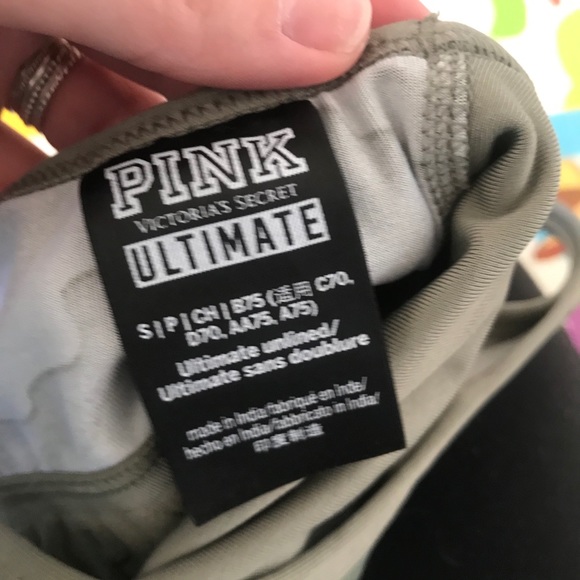 PINK
VICTORIA'S SECRET
ULTIMATE
S | P | CH | B75 (适用 C70,
D70, AA75, A75)
Ultimate unlined/
Ultimate sans doublure
made in India/fabriqué en Inde/
hecho en India/fabbricato in India/
印度制造